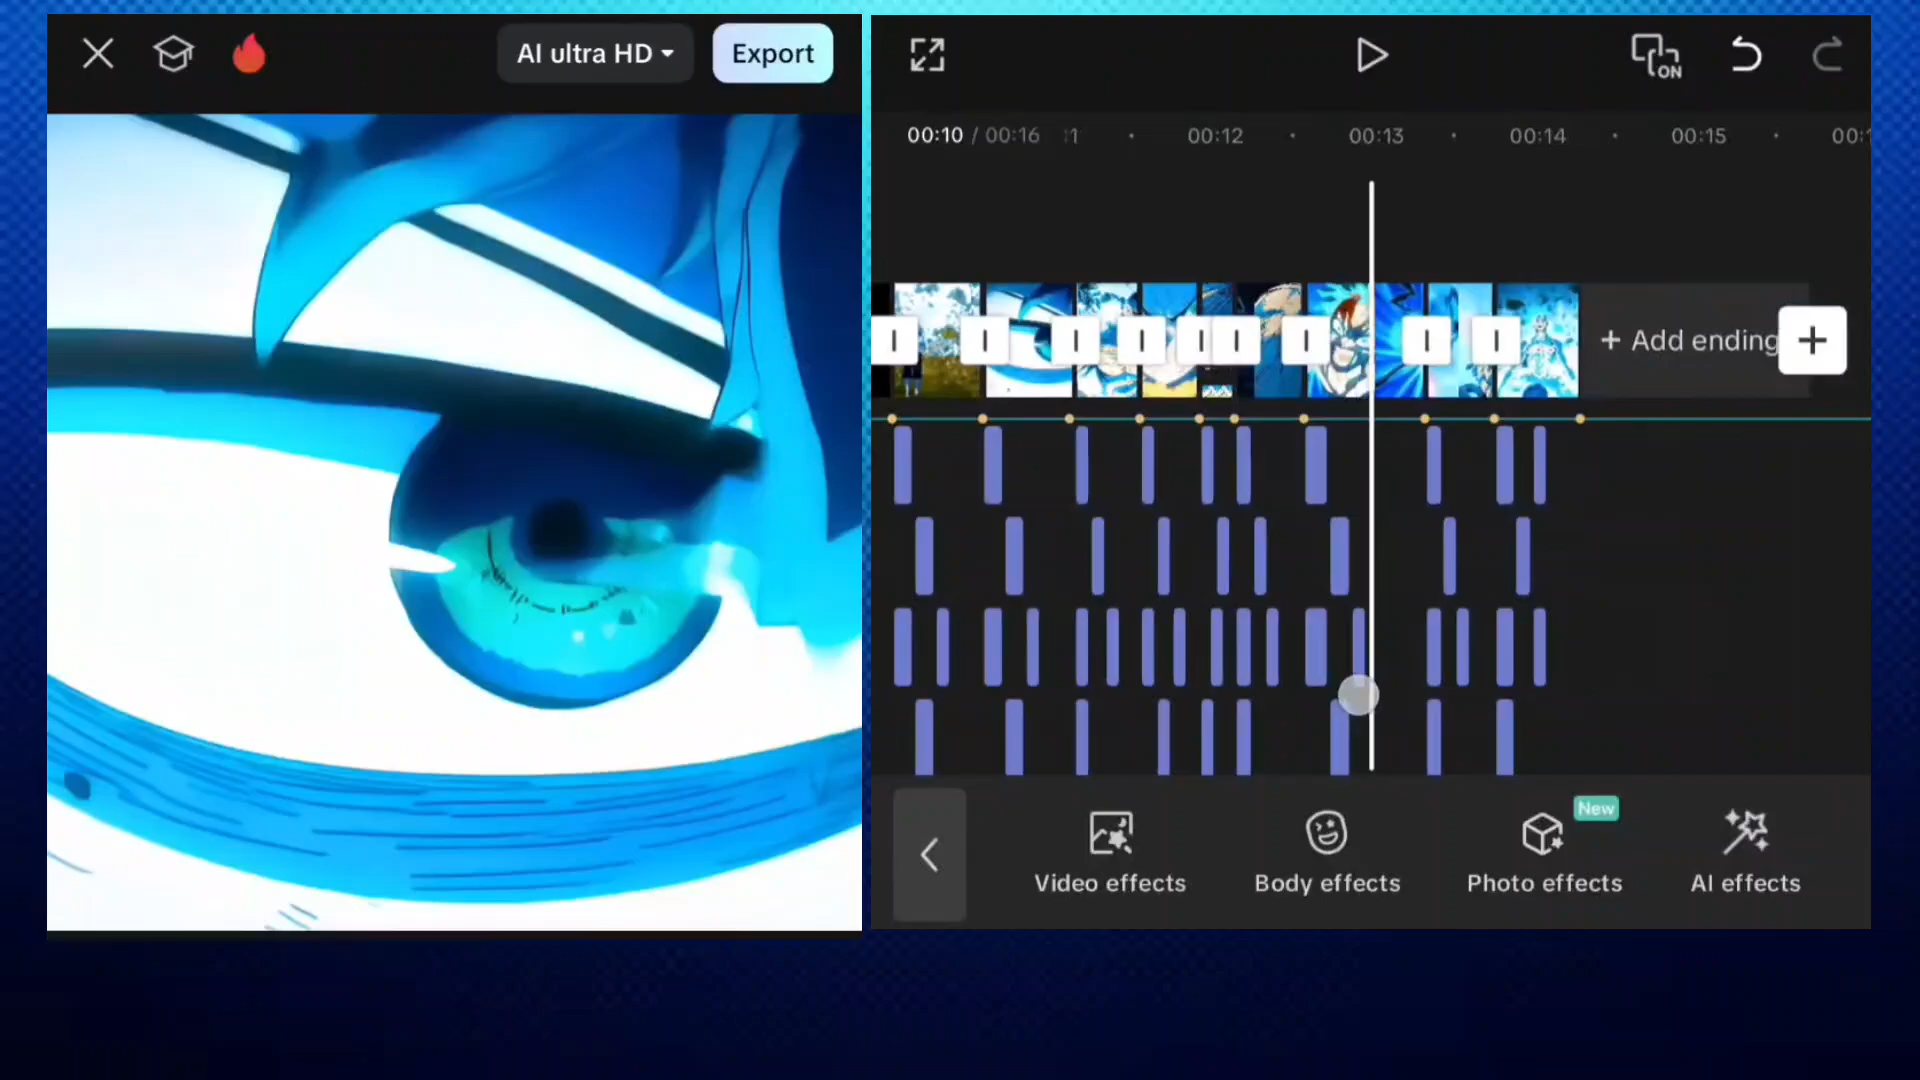 AI ultra HD
Export
ON
00:10 / 00:16
00:12
00:13
00:14
00:15
+ Add ending
New
Video effects
Body effects
Photo effects
AI effects